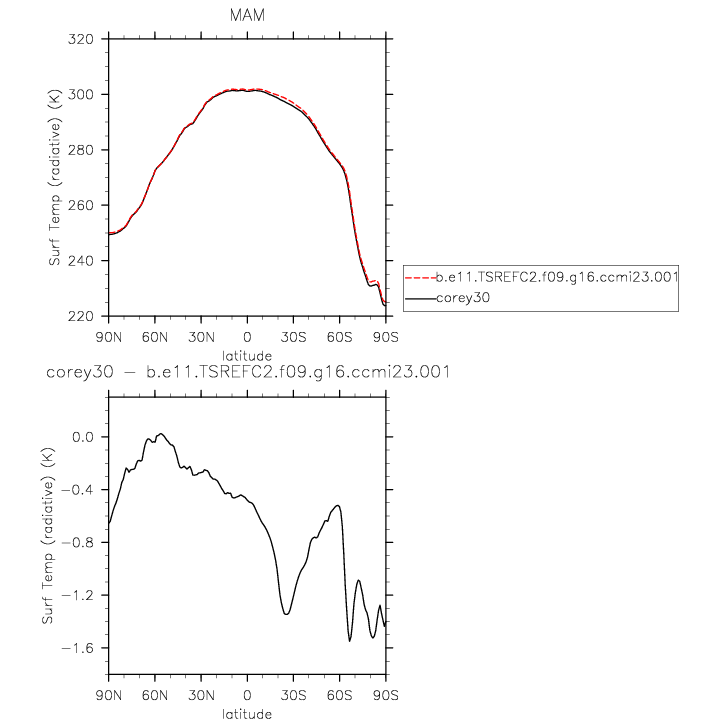 MAM
320
300
280
260
240
220
Surf Temp (radiative) (K)
90N 60N 30N 0 30S 60S 90S
latitude
b.e11.TSREFC2.f09.g16.ccmi23.001
corey30
corey30 − b.e11.TSREFC2.f09.g16.ccmi23.001
0.0
−0.4
−0.8
−1.2
−1.6
Surf Temp (radiative) (K)
90N 60N 30N 0 30S 60S 90S
latitude